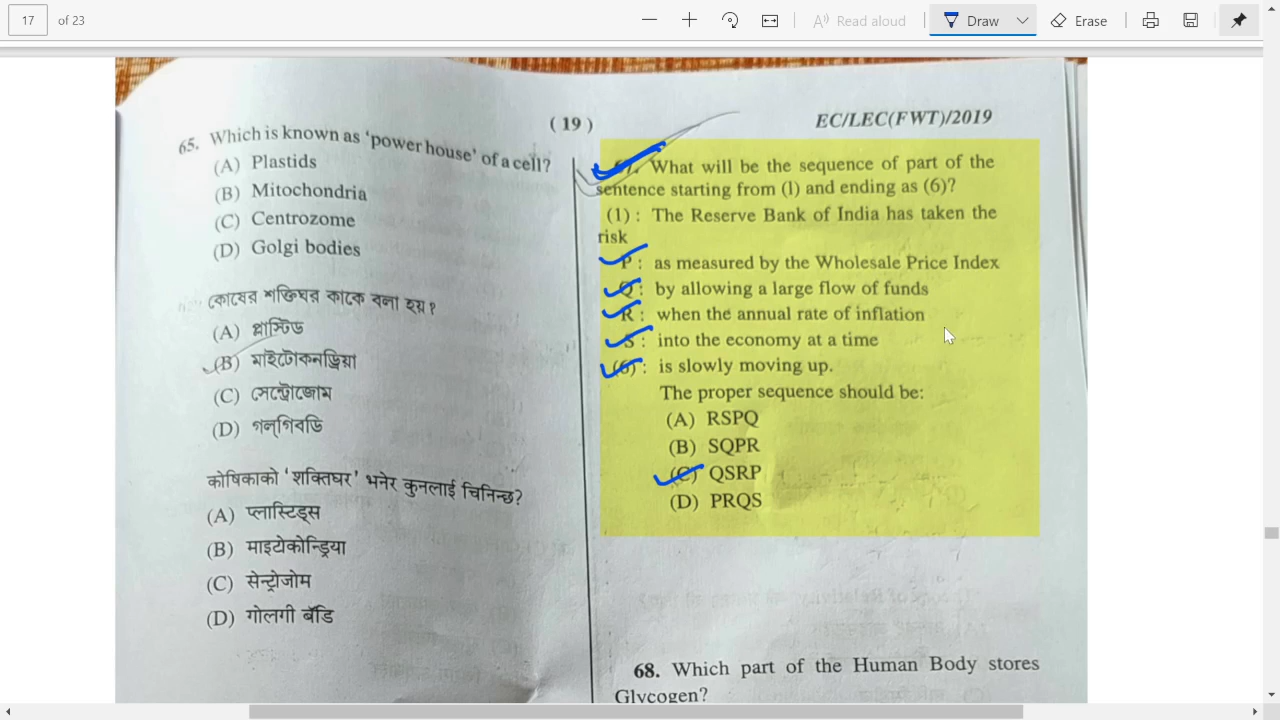 17 of 23
Read aloud
Draw
Erase
( 19 )
EC/LEC(FWT)/2019
65. Which is known as 'power house' of a cell?
(A) Plastids
(B) Mitochondria
(C) Centrozome
(D) Golgi bodies
কোষের শক্তিঘর কাকে বলা হয়?
(A) প্লাস্টিড
(B) মাইটোকনড্রিয়া
(C) সেন্ট্রোজোম
(D) গল্‌গিবডি
कोषिकाको 'शक्तिघर' भनेर कुनलाई चिनिन्छ?
(A) प्लास्टिड्स
(B) माइटोकोन्ड्रिया
(C) सेन्ट्रोजोम
(D) गोलगी बॅडि
What will be the sequence of part of the
sentence starting from (1) and ending as (6)?
(1) : The Reserve Bank of India has taken the
risk
P : as measured by the Wholesale Price Index
Q : by allowing a large flow of funds
R : when the annual rate of inflation
S : into the economy at a time
(6) : is slowly moving up.
The proper sequence should be:
(A) RSPQ
(B) SQPR
(C) QSRP
(D) PRQS
68. Which part of the Human Body stores
Glycogen?